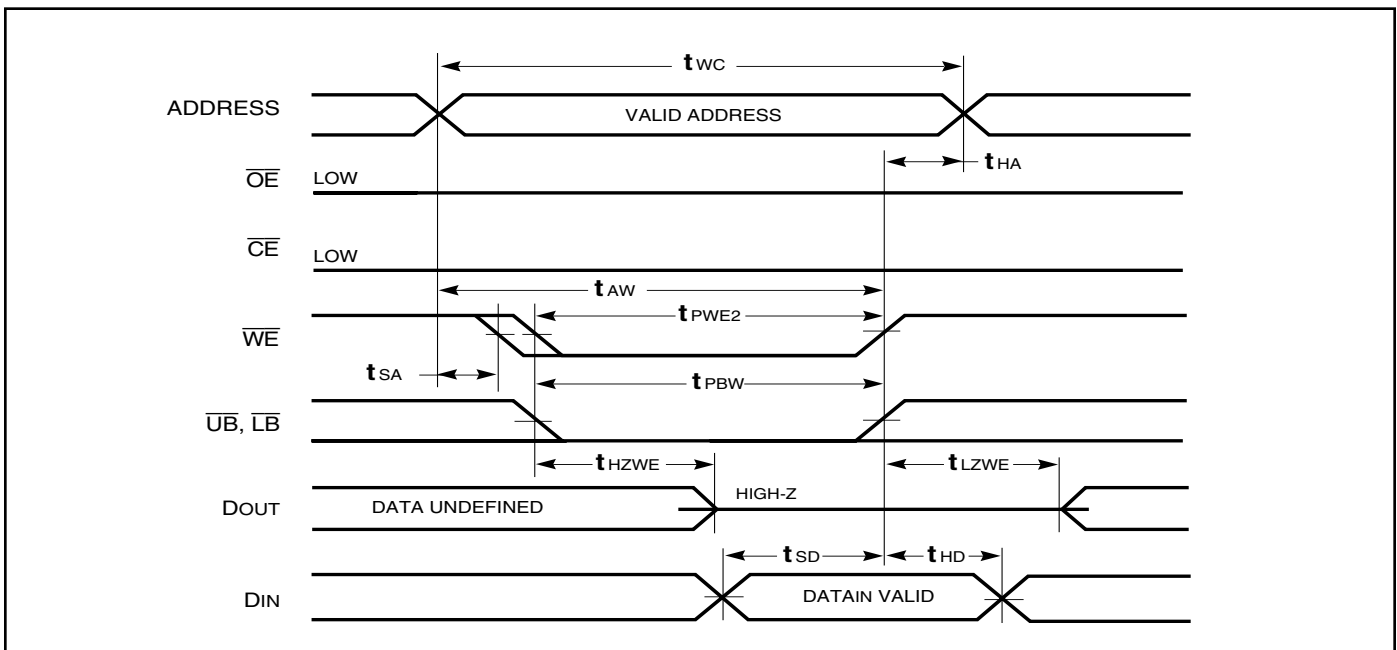 tWC
ADDRESS
VALID ADDRESS
tHA
OE
LOW
CE
LOW
tAW
tPWE2
WE
tSA
tPBW
UB, LB
tHZWE
tLZWE
HIGH-Z
DOUT
DATA UNDEFINED
tSD
tHD
DIN
DATAIN VALID